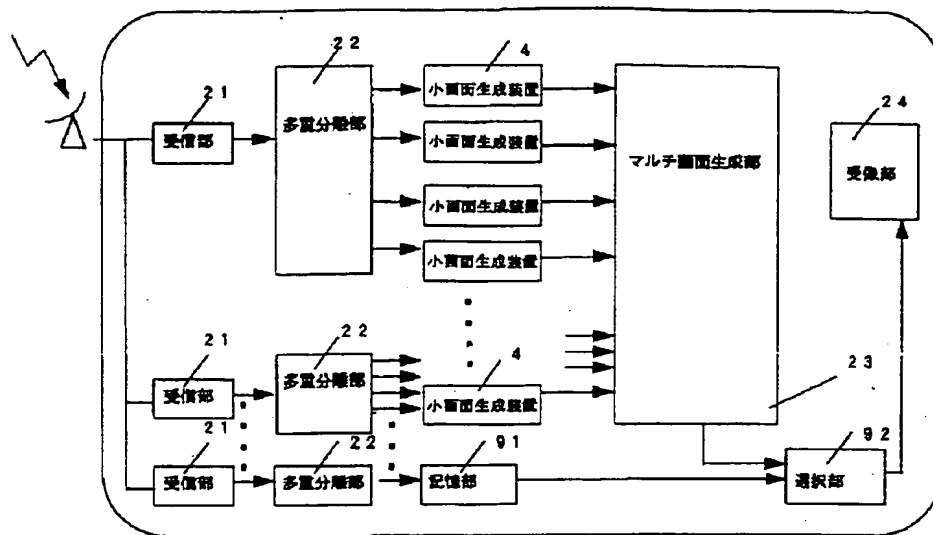 22
4
21
小画面生成装置
24
多重分離部
受信部
小画面生成装置
マルチ画面生成部
受像部
小画面生成装置
小画面生成装置
21
22
4
多重分離部
受信部
小画面生成装置
23
21
22
91
92
受信部
多重分離部
記憶部
選択部